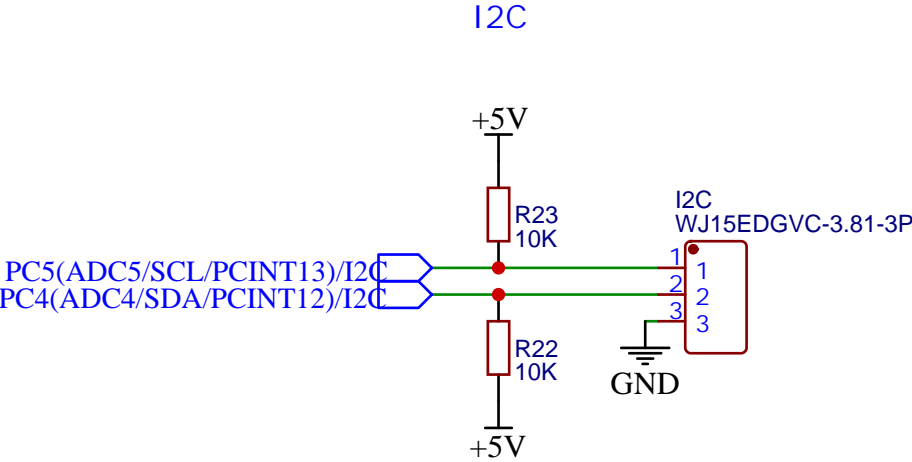 I2C
+5V
R23
10K
I2C
WJ15EDGVC-3.81-3P
PC5(ADC5/SCL/PCINT13)/I2C
1
1
PC4(ADC4/SDA/PCINT12)/I2C
2
2
3
3
R22
10K
GND
+5V